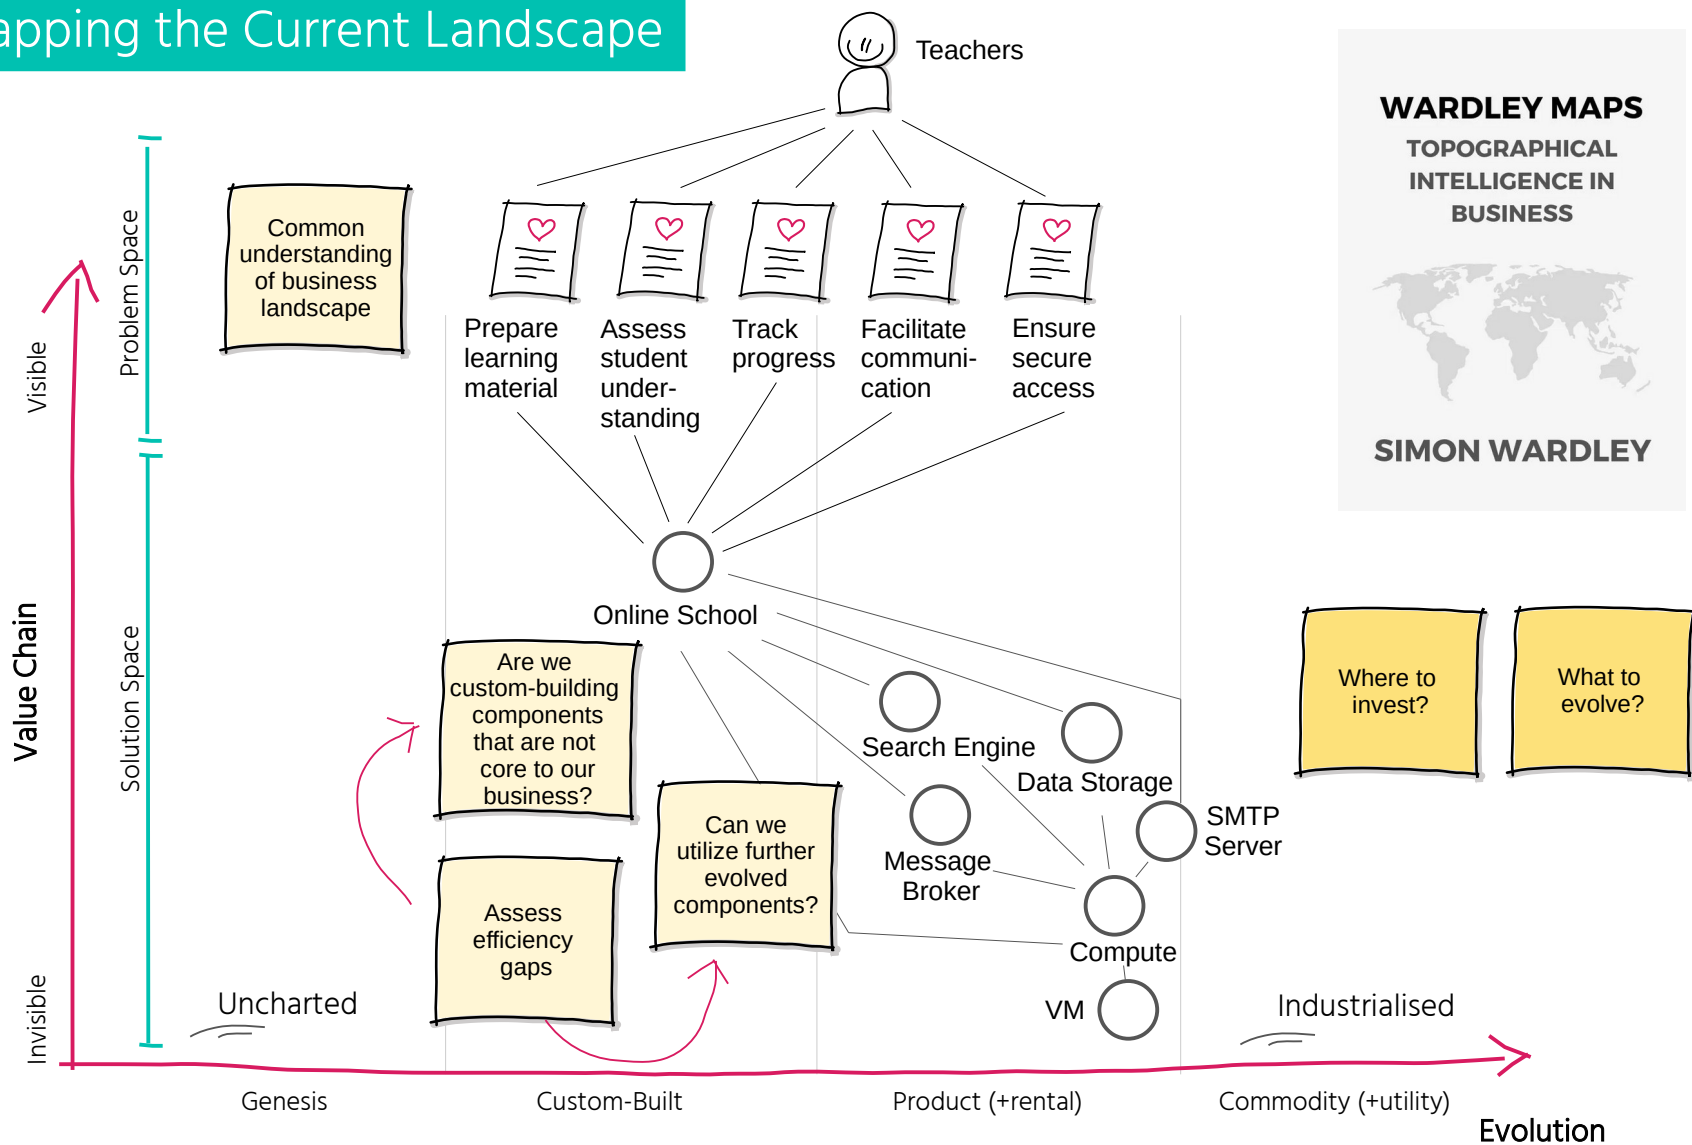 apping the Current Landscape
Teachers
WARDLEY MAPS
TOPOGRAPHICAL
INTELLIGENCE IN
BUSINESS
SIMON WARDLEY
Common
understanding
of business
landscape
Problem Space
Visible
Prepare
learning
material
Assess
student
under-
standing
Track
progress
Facilitate
communi-
cation
Ensure
secure
access
Online School
Value Chain
Solution Space
Invisible
Are we
custom-building
components
that are not
core to our
business?
Can we
utilize further
evolved
components?
Assess
efficiency
gaps
Search Engine
Data Storage
SMTP
Server
Message
Broker
Compute
VM
Where to
invest?
What to
evolve?
Uncharted
Industrialised
Genesis
Custom-Built
Product (+rental)
Commodity (+utility)
Evolution